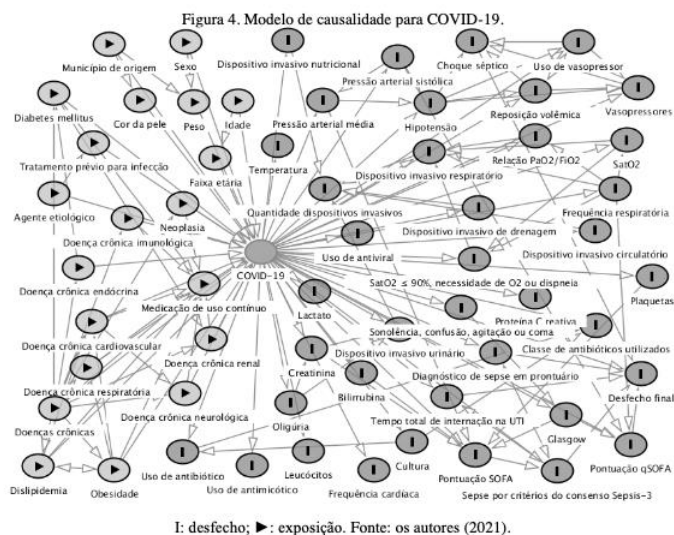 Figura 4. Modelo de causalidade para COVID-19.
Município de origem
Sexo
Dispositivo invasivo nutricional
Pressão arterial sistólica
Choque séptico
Uso de vasopressor
Diabetes mellitus
Cor da pele
Peso
Idade
Pressão arterial média
Hipotensão
Reposição volêmica
Vasopressores
Tratamento prévio para infecção
Faixa etária
Temperatura
Dispositivo invasivo respiratório
Relação PaO2/FiO2
SatO2
Agente etiológico
Neoplasia
Quantidade dispositivos invasivos
Frequência respiratória
Doença crônica imunológica
Uso de antiviral
Dispositivo invasivo de drenagem
Dispositivo invasivo circulatório
COVID-19
Doença crônica endócrina
Medicação de uso contínuo
Lactato
SatO2 ≤ 90%, necessidade de O2 ou dispneia
Plaquetas
Doença crônica cardiovascular
Sonolência, confusão, agitação ou coma
Proteína C reativa
Doença crônica renal
Creatinina
Dispositivo invasivo urinário
Classe de antibióticos utilizados
Doença crônica respiratória
Bilirrubina
Diagnóstico de sepse em prontuário
Desfecho final
Doenças crônicas
Doença crônica neurológica
Oligúria
Tempo total de internação na UTI
Glasgow
Dislipidemia
Obesidade
Uso de antibiótico
Uso de antimicótico
Leucócitos
Frequência cardíaca
Cultura
Pontuação SOFA
Sepse por critérios do consenso Sepsis-3
Pontuação qSOFA
I: desfecho; ►: exposição. Fonte: os autores (2021).